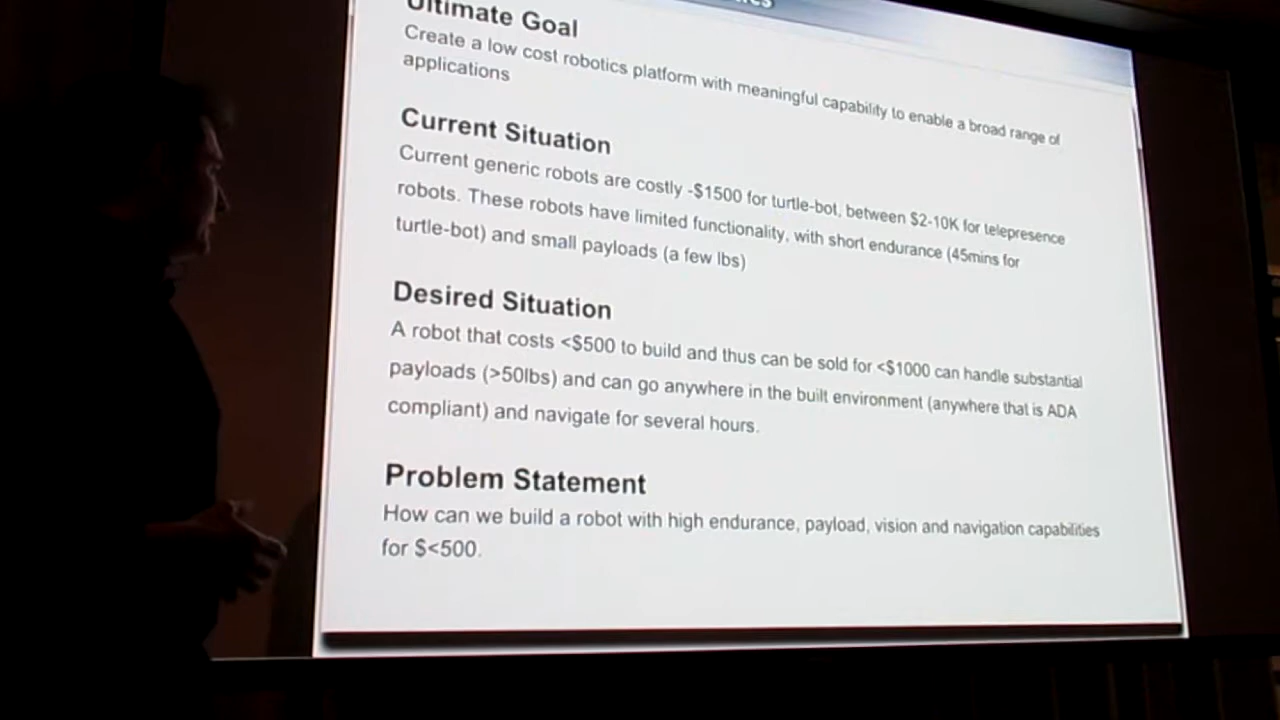 Ultimate Goal
Create a low cost robotics platform with meaningful capability to enable a broad range of
applications
Current Situation
Current generic robots are costly -$1500 for turtle-bot, between $2-10K for telepresence
robots. These robots have limited functionality, with short endurance (45mins for
turtle-bot) and small payloads (a few lbs)
Desired Situation
A robot that costs <$500 to build and thus can be sold for <$1000 can handle substantial
payloads (>50lbs) and can go anywhere in the built environment (anywhere that is ADA
compliant) and navigate for several hours.
Problem Statement
How can we build a robot with high endurance, payload, vision and navigation capabilities
for $<500.